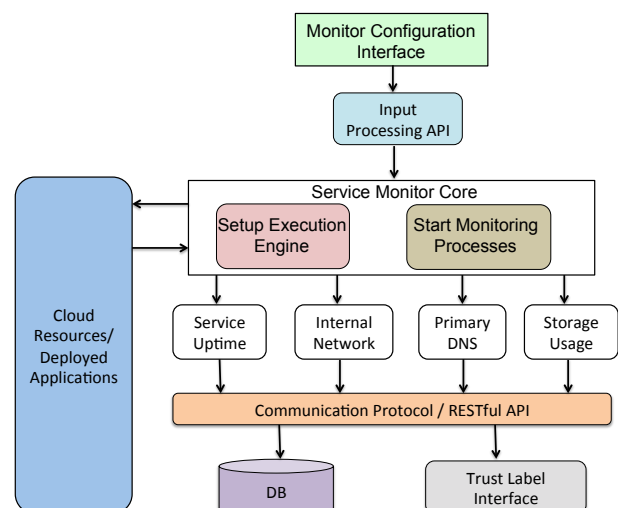 Monitor Configuration
Interface
Input
Processing API
Service Monitor Core
Setup Execution
Engine
Start Monitoring
Processes
Cloud
Resources/
Deployed
Applications
Service
Uptime
Internal
Network
Primary
DNS
Storage
Usage
Communication Protocol / RESTful API
DB
Trust Label
Interface